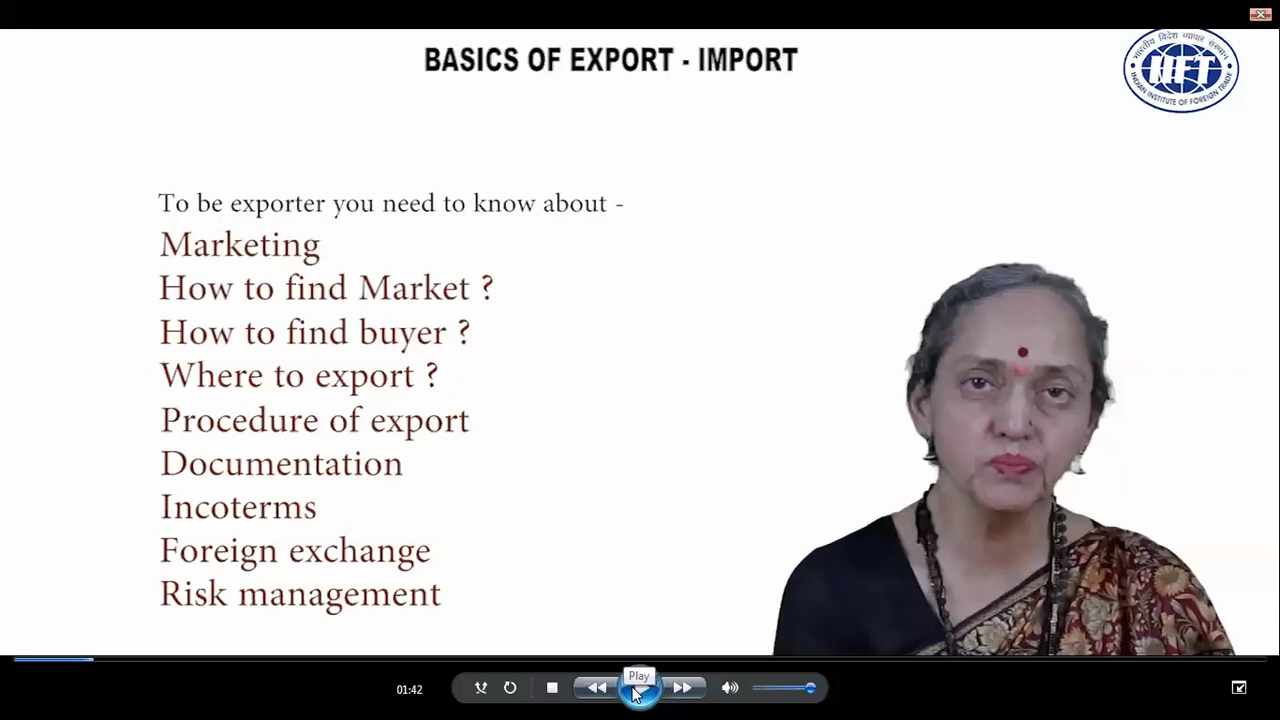 BASICS OF EXPORT - IMPORT
भारतीय विदेश व्यापार संस्थान
IIFT
INDIAN INSTITUTE OF FOREIGN TRADE
To be exporter you need to know about -
Marketing
How to find Market ?
How to find buyer ?
Where to export ?
Procedure of export
Documentation
Incoterms
Foreign exchange
Risk management
Play
01:42